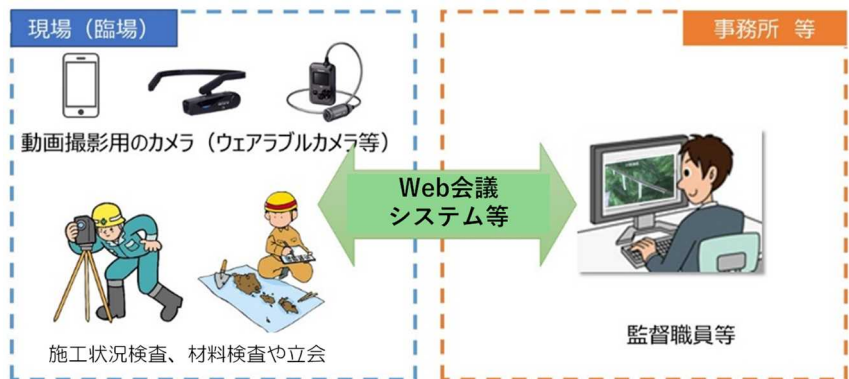 現場（臨場）
事務所 等
動画撮影用のカメラ（ウェアラブルカメラ等）
Web会議
システム等
施工状況検査、材料検査や立会
監督職員等